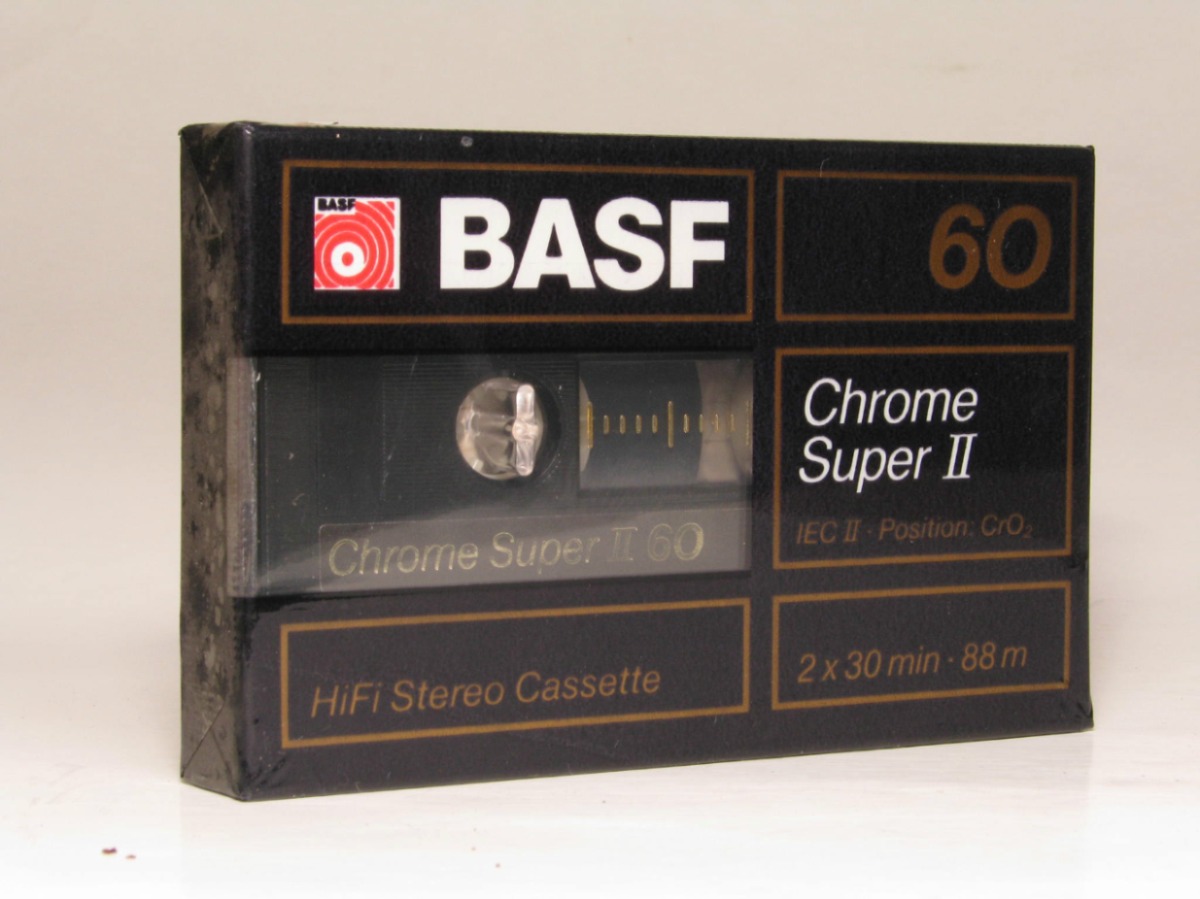 BASF
BASF
60
Chrome
Super II
IEC II · Position: CrO₂
Chrome Super II 60
HiFi Stereo Cassette
2 x 30 min · 88 m